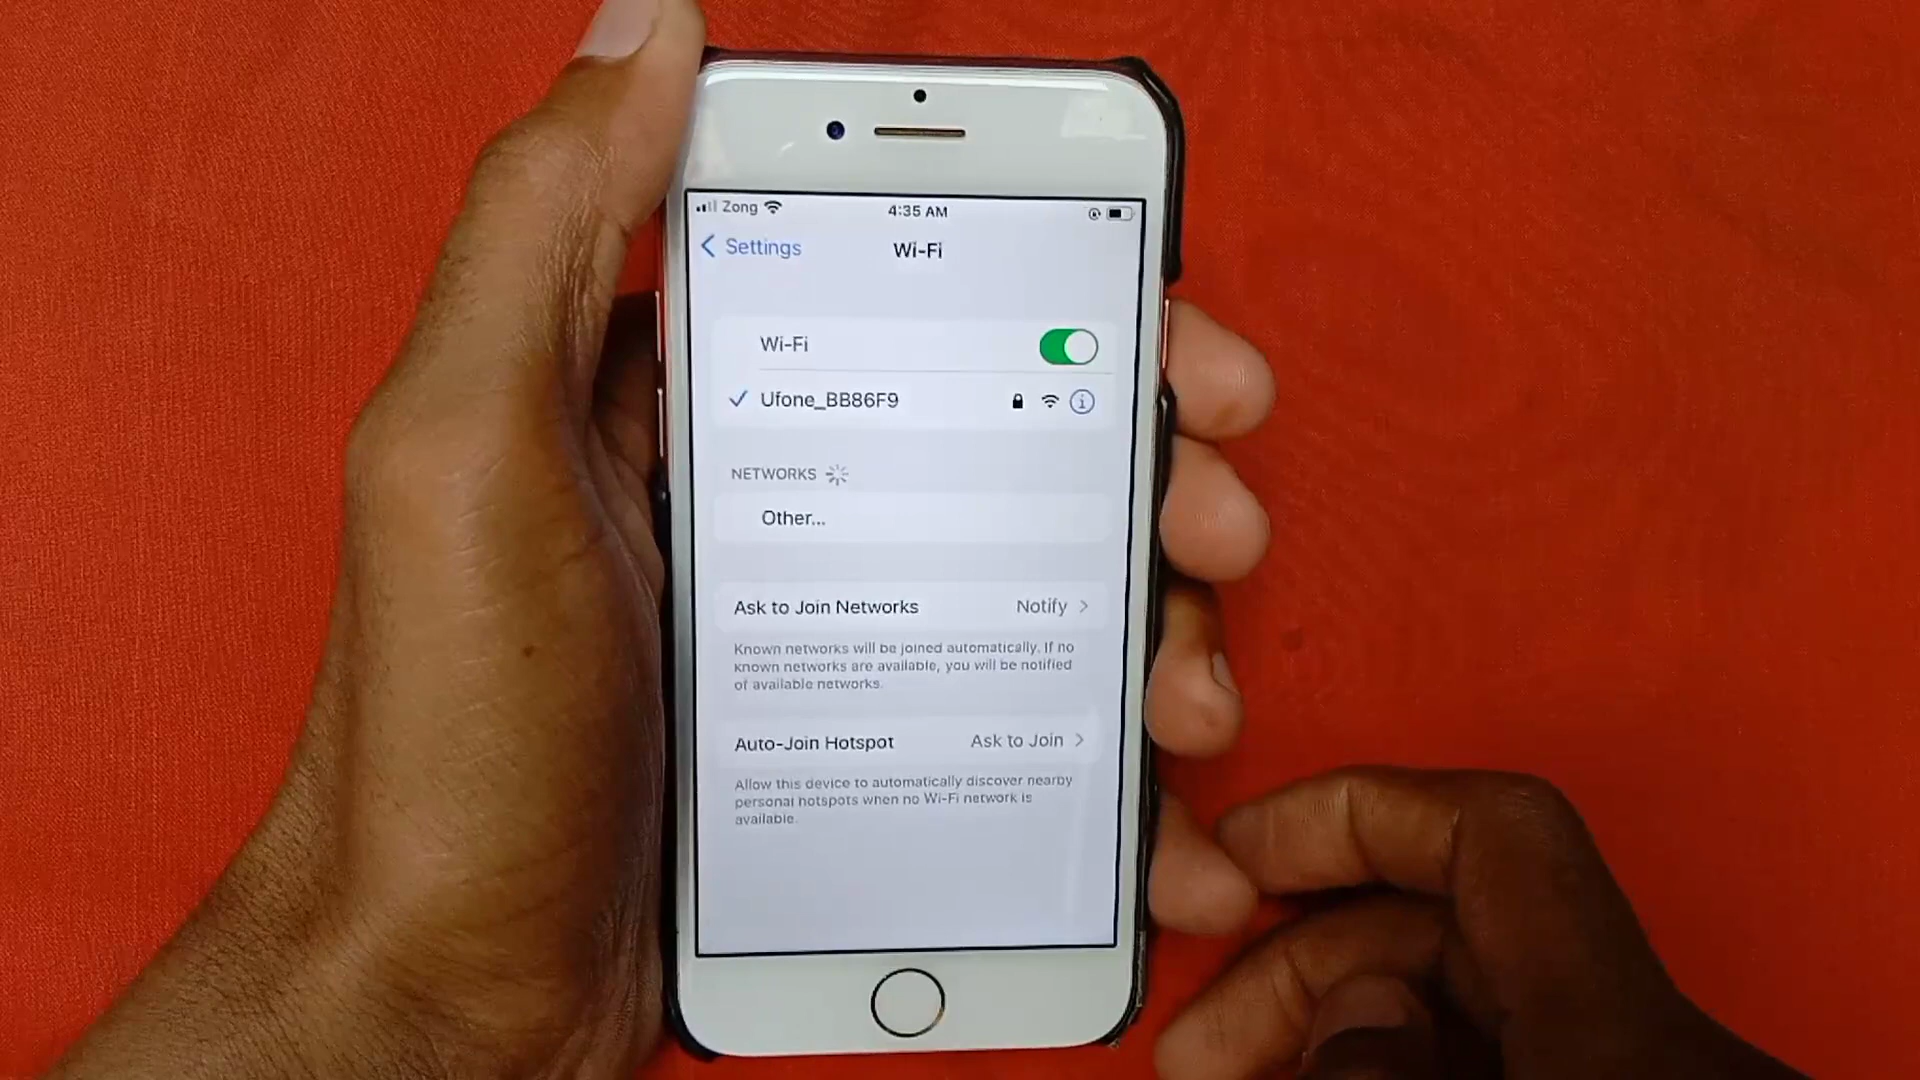 Zong
4:35 AM
Settings
Wi-Fi
Wi-Fi
Ufone_BB86F9
NETWORKS
Other...
Ask to Join Networks Notify
Known networks will be joined automatically. If no
known networks are available, you will be notified
of available networks.
Auto-Join Hotspot Ask to Join
Allow this device to automatically discover nearby
personal hotspots when no Wi-Fi network is
available.